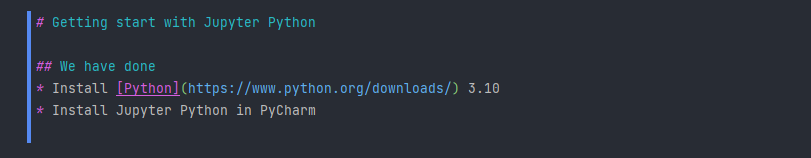 # Getting start with Jupyter Python
## We have done
* Install [Python](https://www.python.org/downloads/) 3.10
* Install Jupyter Python in PyCharm